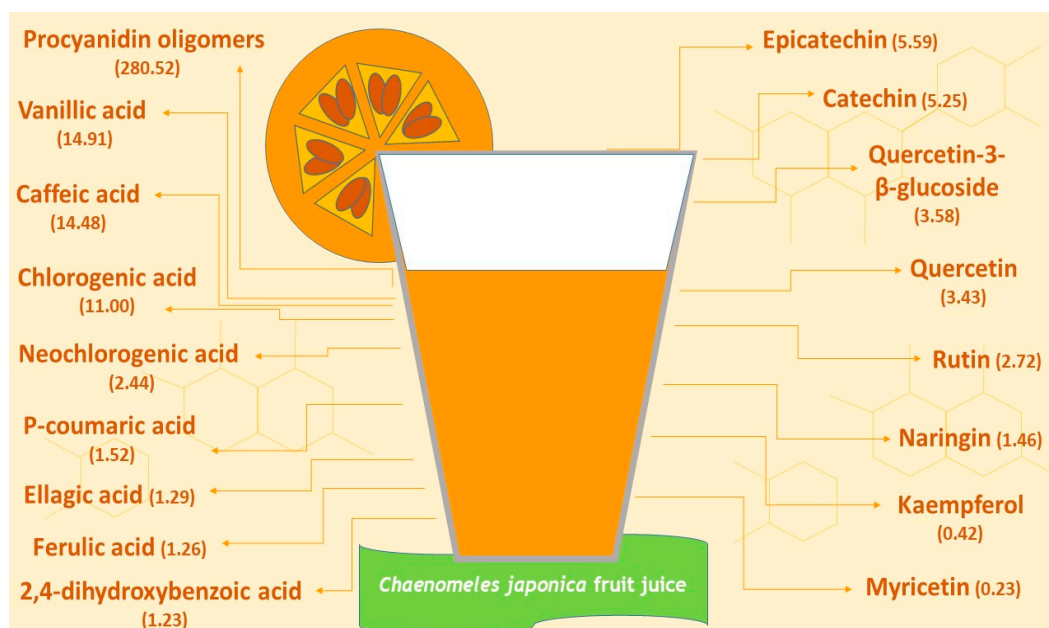 Procyanidin oligomers
(280.52)
Vanillic acid
(14.91)
Caffeic acid
(14.48)
Chlorogenic acid
(11.00)
Neochlorogenic acid
(2.44)
P-coumaric acid
(1.52)
Ellagic acid (1.29)
Ferulic acid (1.26)
2,4-dihydroxybenzoic acid
(1.23)
Epicatechin (5.59)
Catechin (5.25)
Quercetin-3-
β-glucoside
(3.58)
Quercetin
(3.43)
Rutin (2.72)
Naringin (1.46)
Kaempferol
(0.42)
Myricetin (0.23)
Chaenomeles japonica fruit juice